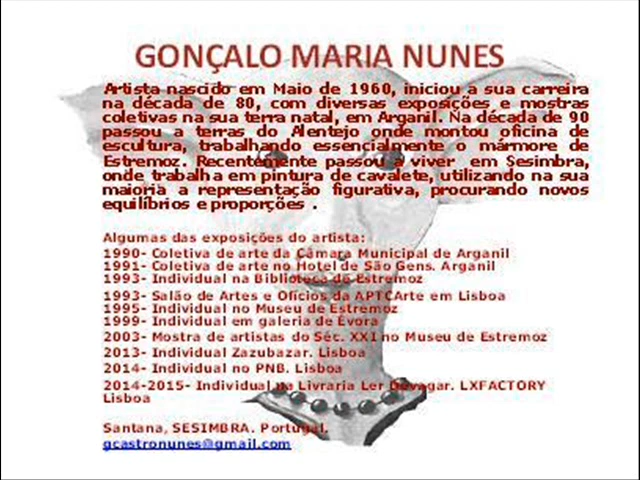 GONÇALO MARIA NUNES
Artista nascido em Maio de 1960, iniciou a sua carreira
na década de 80, com diversas exposições e mostras
coletivas na sua terra natal, em Arganil. Na década de 90
passou a terras do Alentejo onde montou oficina de
escultura, trabalhando essencialmente o mármore de
Estremoz. Recentemente passou a viver em Sesimbra,
onde trabalha em pintura de cavalete, utilizando na sua
maioria a representação figurativa, procurando novos
equilíbrios e proporções .
Algumas das exposições do artista:
1990- Coletiva de arte da Câmara Municipal de Arganil
1991- Coletiva de arte no Hotel de São Gens. Arganil
1993- Individual na Biblioteca de Estremoz
1993- Salão de Artes e Ofícios da APTCArte em Lisboa
1995- Individual no Museu de Estremoz
1999- Individual em galeria de Évora
2003- Mostra de artistas do Séc. XXI no Museu de Estremoz
2013- Individual Zazubazar. Lisboa
2014- Individual no PNB. Lisboa
2014-2015- Individual na Livraria Ler Devagar. LXFACTORY
Lisboa
Santana, SESIMBRA. Portugal.
gcastronunes@gmail.com